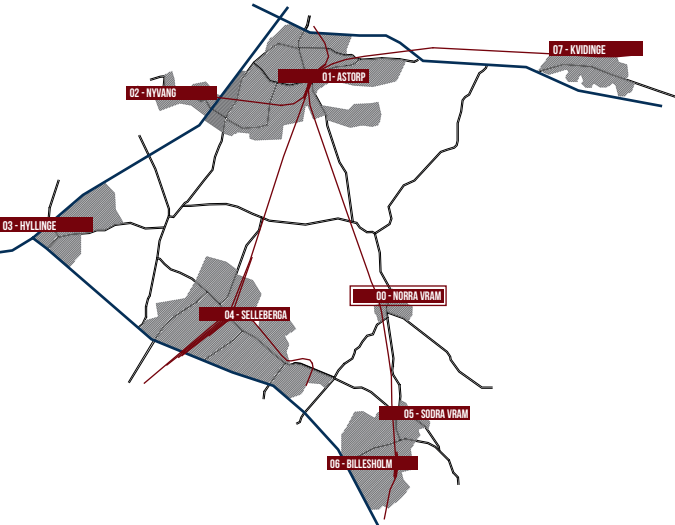 07 - KVIDINGE
01- ASTORP
02 - NYVANG
03 - HYLLINGE
00 - NORRA VRAM
04 - SELLEBERGA
05 - SODRA VRAM
06 - BILLESHOLM